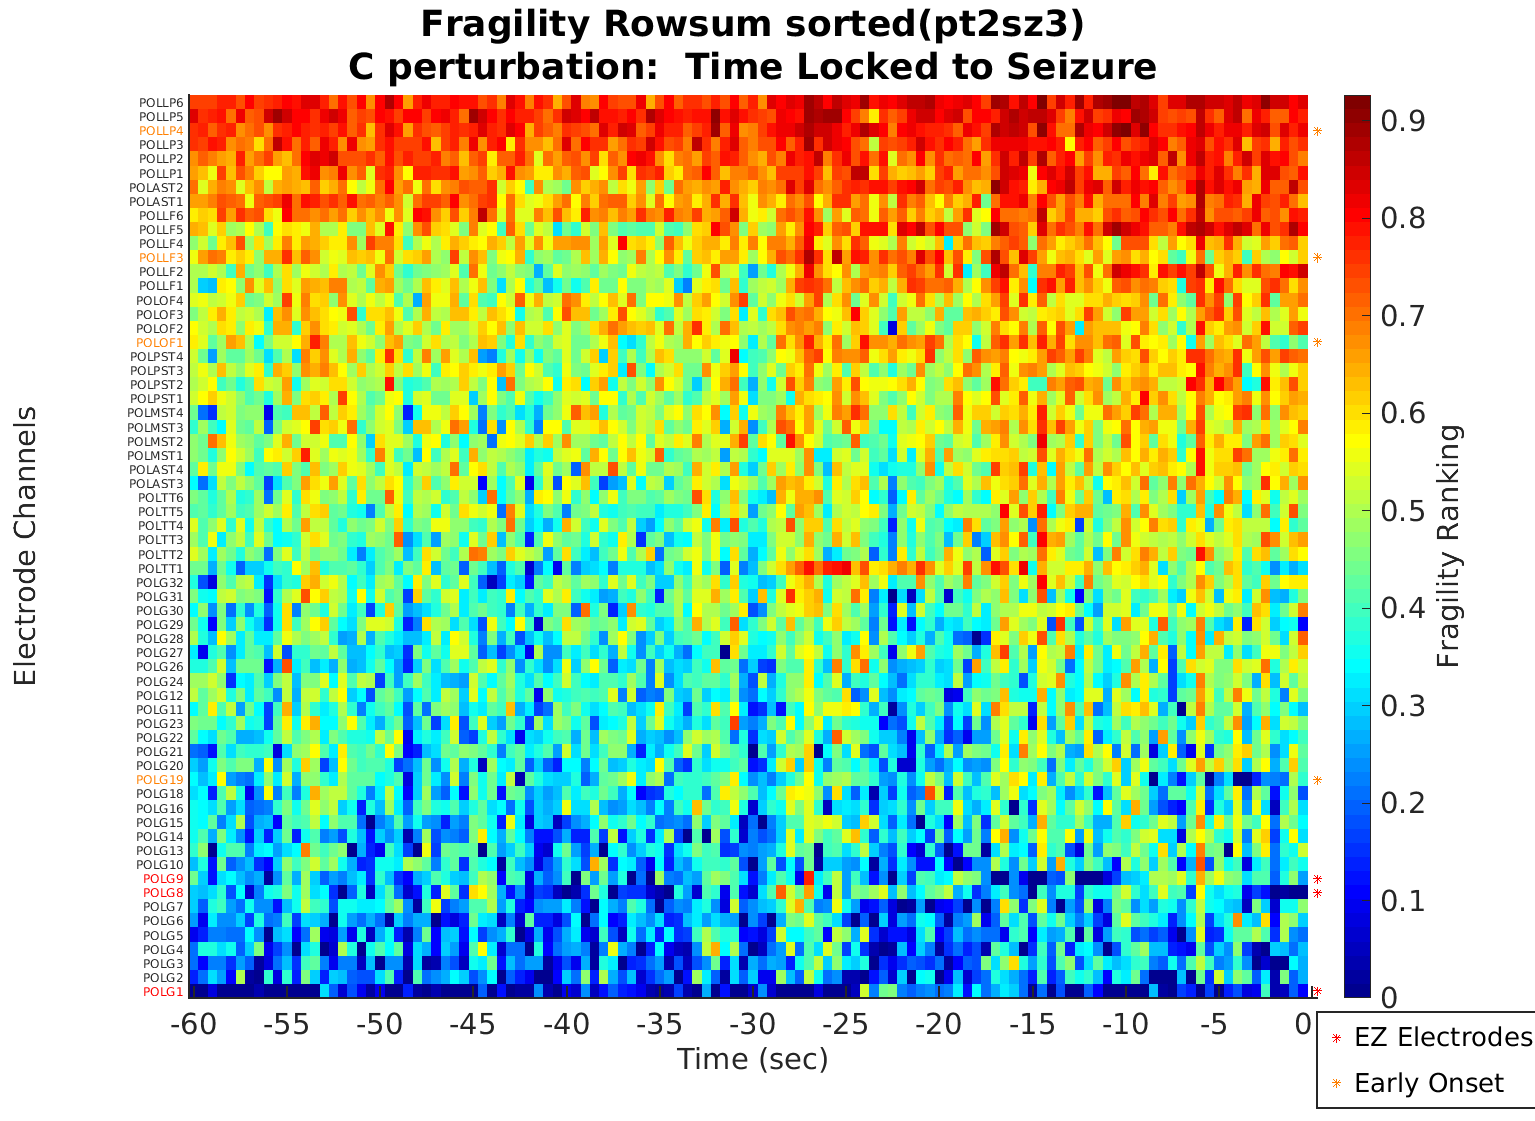 Fragility Rowsum sorted(pt2sz3)
C perturbation:  Time Locked to Seizure
Electrode Channels
POLLP6
POLLP5
POLLP4
POLLP3
POLLP2
POLLP1
POLAST2
POLAST1
POLLF6
POLLF5
POLLF4
POLLF3
POLLF2
POLLF1
POLOF4
POLOF3
POLOF2
POLOF1
POLPST4
POLPST3
POLPST2
POLPST1
POLMST4
POLMST3
POLMST2
POLMST1
POLAST4
POLAST3
POLTT6
POLTT5
POLTT4
POLTT3
POLTT2
POLTT1
POLG32
POLG31
POLG30
POLG29
POLG28
POLG27
POLG26
POLG24
POLG12
POLG11
POLG23
POLG22
POLG21
POLG20
POLG19
POLG18
POLG16
POLG15
POLG14
POLG13
POLG10
POLG9
POLG8
POLG7
POLG6
POLG5
POLG4
POLG3
POLG2
POLG1
-60 -55 -50 -45 -40 -35 -30 -25 -20 -15 -10 -5 0
Time (sec)
0.9
0.8
0.7
0.6
0.5
0.4
0.3
0.2
0.1
0
Fragility Ranking
EZ Electrodes
Early Onset